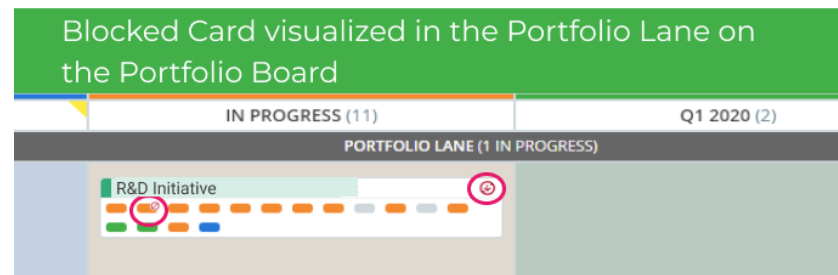 Blocked Card visualized in the Portfolio Lane on
the Portfolio Board
IN PROGRESS (11)
Q1 2020 (2)
PORTFOLIO LANE (1 IN PROGRESS)
R&D Initiative